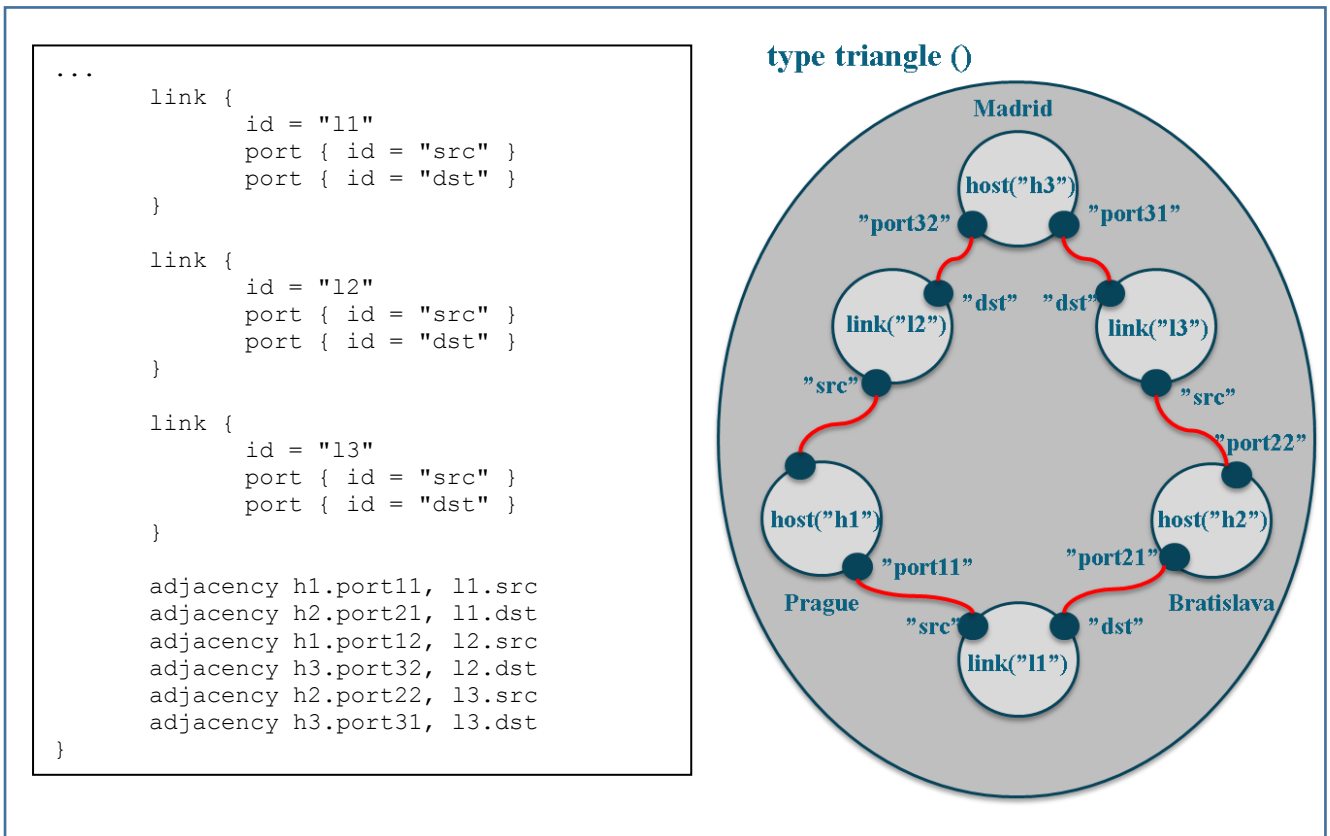 ...
link {
id = "l1"
port { id = "src" }
port { id = "dst" }
}
link {
id = "l2"
port { id = "src" }
port { id = "dst" }
}
link {
id = "l3"
port { id = "src" }
port { id = "dst" }
}
adjacency h1.port11, l1.src
adjacency h2.port21, l1.dst
adjacency h1.port12, l2.src
adjacency h3.port32, l2.dst
adjacency h2.port22, l3.src
adjacency h3.port31, l3.dst
}
type triangle ()
Madrid
host(”h3”)
”port32”
”port31”
”dst”
”dst”
link(”l2”)
link(”l3”)
”src”
”src”
”port22”
host(”h1”)
host(”h2”)
”port11”
”port21”
Prague
Bratislava
”src”
”dst”
link(”l1”)